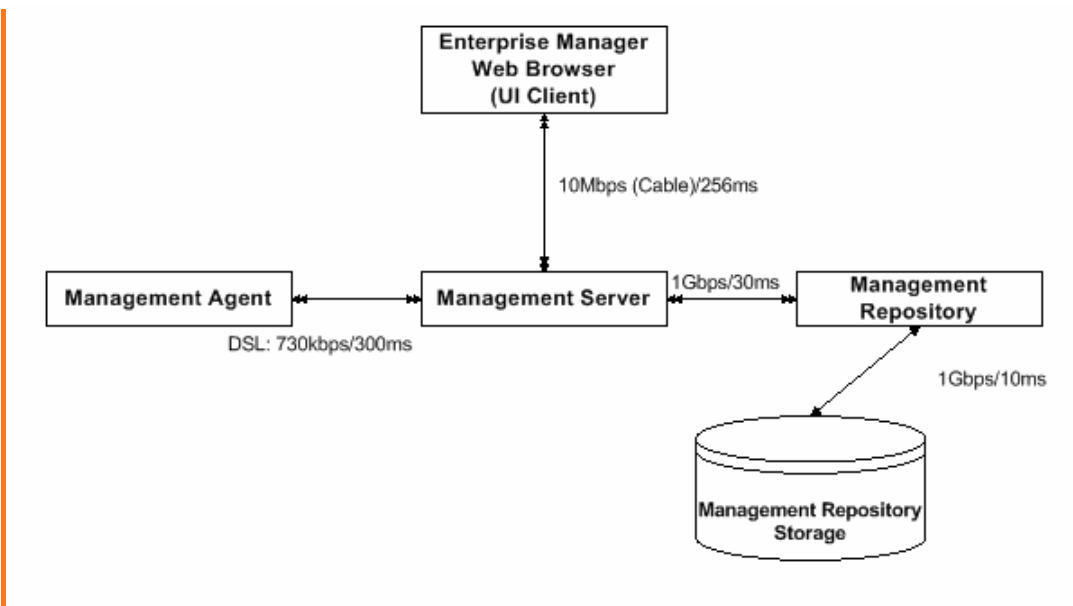 Enterprise Manager
Web Browser
(UI Client)
10Mbps (Cable)/256ms
Management Agent
Management Server
1Gbps/30ms
Management
Repository
DSL: 730kbps/300ms
1Gbps/10ms
Management Repository
Storage